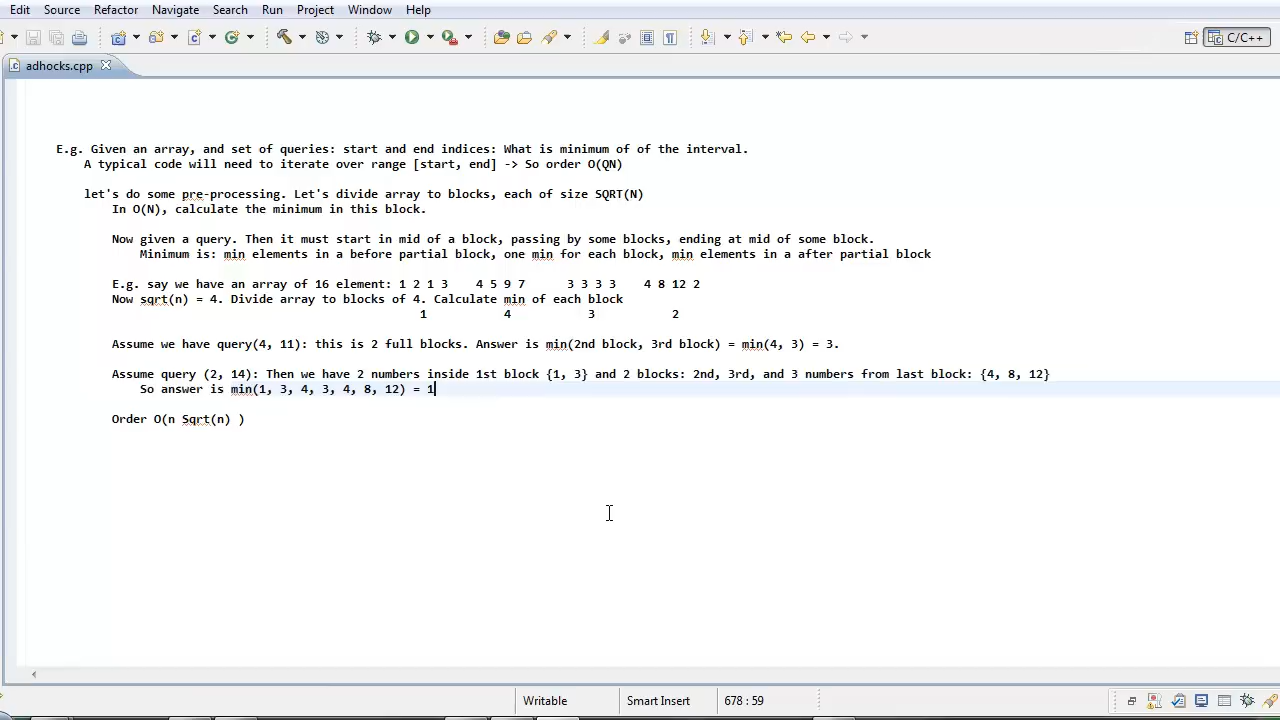 Edit Source Refactor Navigate Search Run Project Window Help
C/C++
adhocks.cpp
E.g. Given an array, and set of queries: start and end indices: What is minimum of of the interval.
A typical code will need to iterate over range [start, end] -> So order O(QN)
let's do some pre-processing. Let's divide array to blocks, each of size SQRT(N)
In O(N), calculate the minimum in this block.
Now given a query. Then it must start in mid of a block, passing by some blocks, ending at mid of some block.
Minimum is: min elements in a before partial block, one min for each block, min elements in a after partial block
E.g. say we have an array of 16 element: 1 2 1 3 4 5 9 7 3 3 3 3 4 8 12 2
Now sqrt(n) = 4. Divide array to blocks of 4. Calculate min of each block
1 4 3 2
Assume we have query(4, 11): this is 2 full blocks. Answer is min(2nd block, 3rd block) = min(4, 3) = 3.
Assume query (2, 14): Then we have 2 numbers inside 1st block {1, 3} and 2 blocks: 2nd, 3rd, and 3 numbers from last block: {4, 8, 12}
So answer is min(1, 3, 4, 3, 4, 8, 12) = 1
Order O(n Sqrt(n) )
Writable Smart Insert 678 : 59